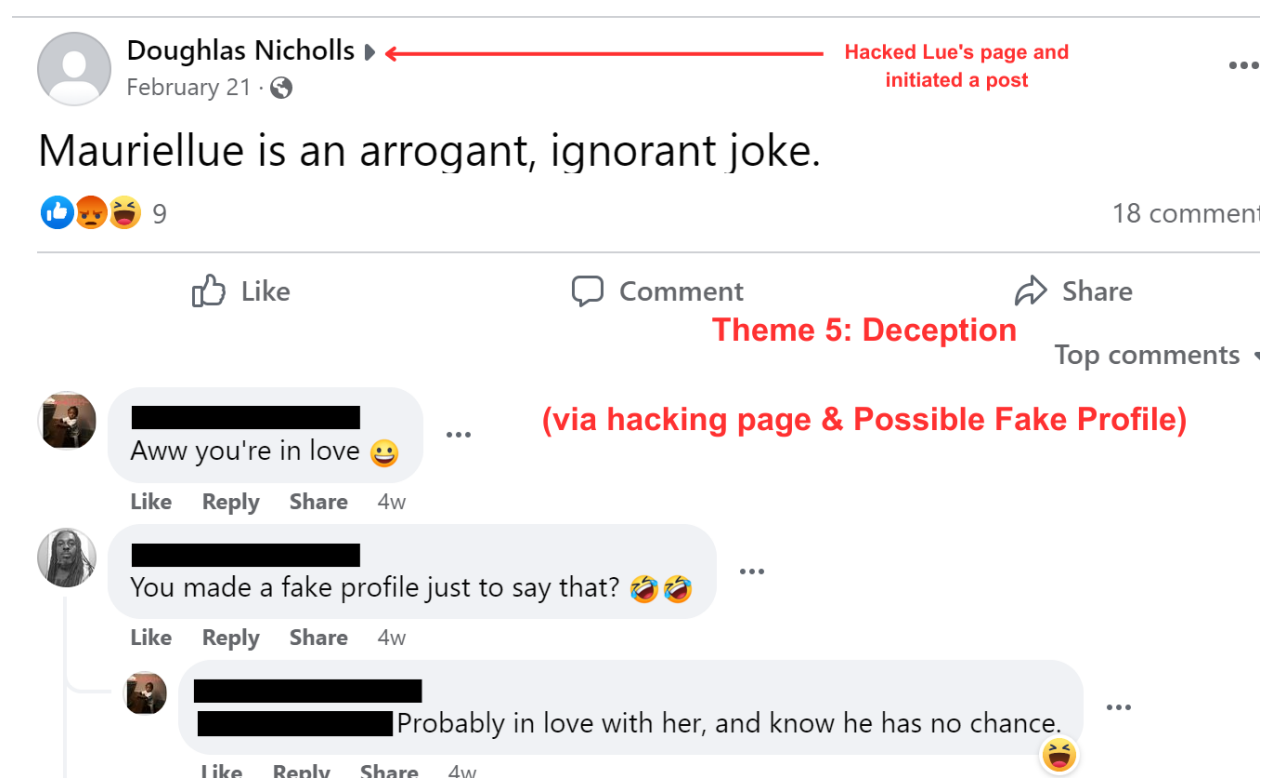 Doughlas Nicholls
Hacked Lue's page and
initiated a post
February 21 ·
Mauriellue is an arrogant, ignorant joke.
9
18 comment
Like
Comment
Share
Theme 5: Deception
Top comments
(via hacking page & Possible Fake Profile)
Aww you're in love 😀
Like Reply Share 4w
You made a fake profile just to say that? 🤣🤣
Like Reply Share 4w
Probably in love with her, and know he has no chance.
Like Reply Share 4w